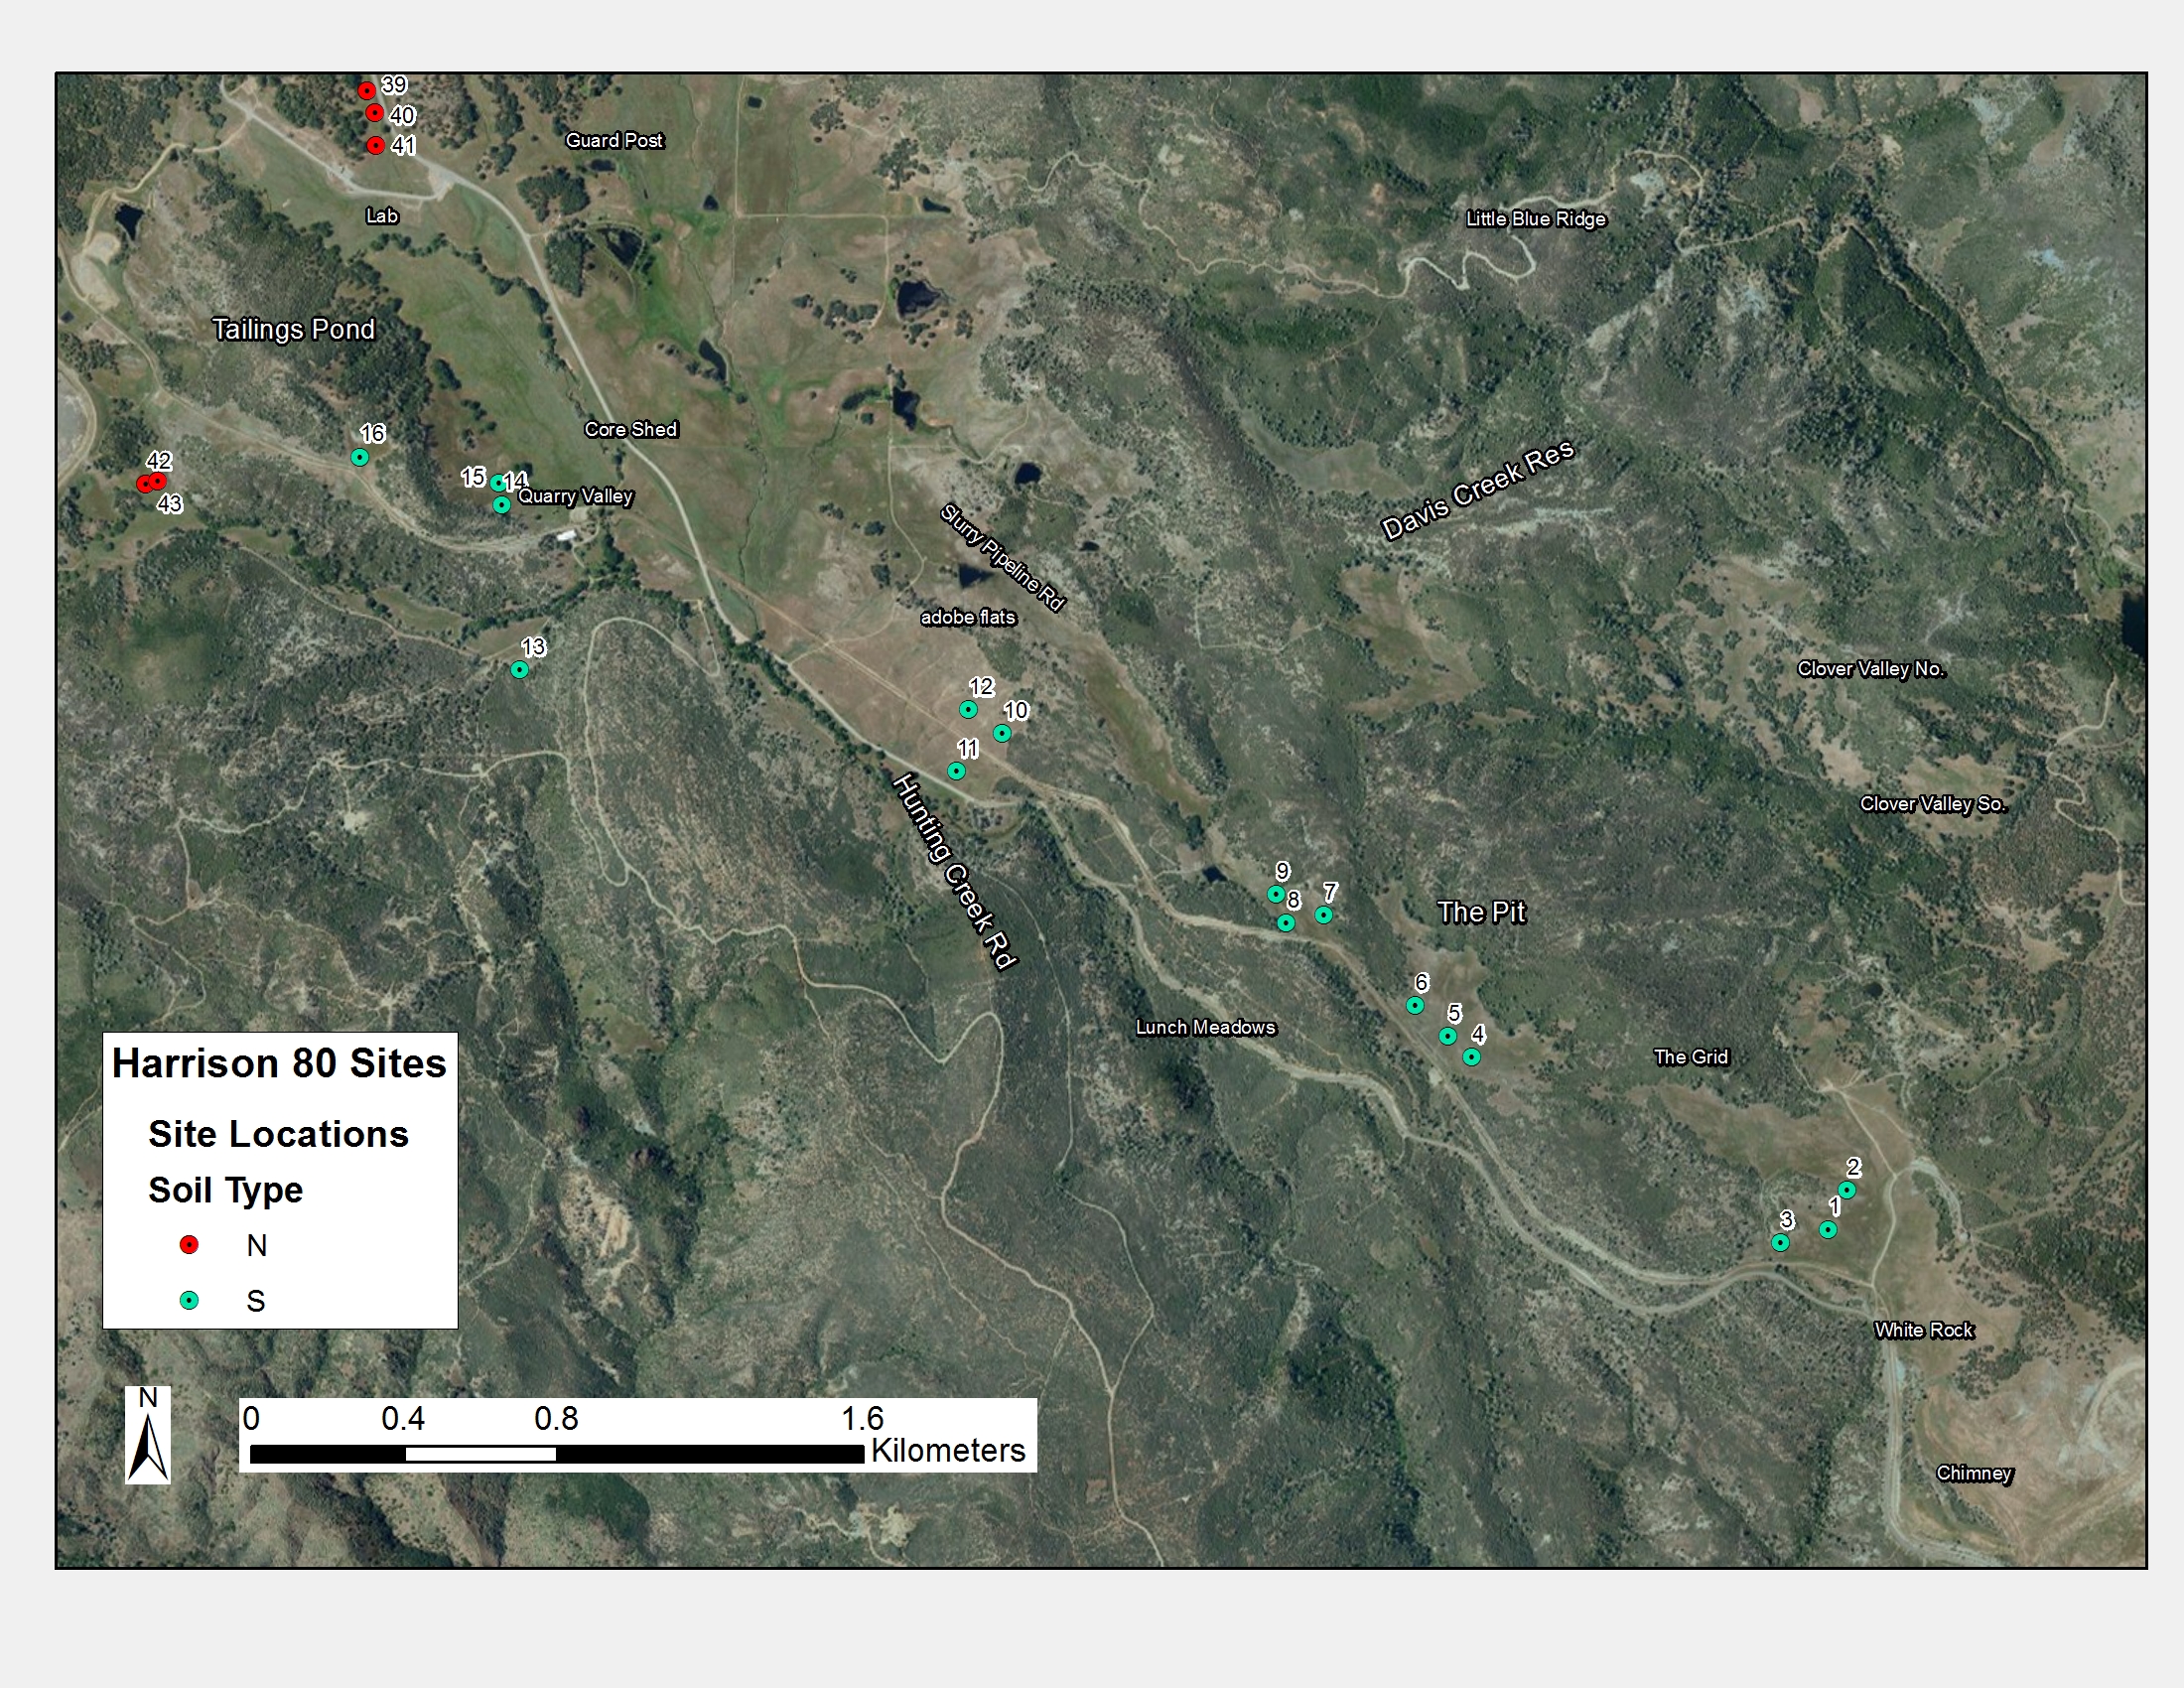 39
40
41
Guard Post
Lab
Little Blue Ridge
Tailings Pond
Core Shed
16
42
43
15
14
Quarry Valley
Davis Creek Res
Slurry Pipeline Rd
adobe flats
13
Clover Valley No.
12
10
11
Hunting Creek Rd
Clover Valley So.
9
8
7
The Pit
6
5
4
Lunch Meadows
The Grid
2
1
3
White Rock
Chimney
Harrison 80 Sites
Site Locations
Soil Type
N
S
N
0 0.4 0.8 1.6
Kilometers